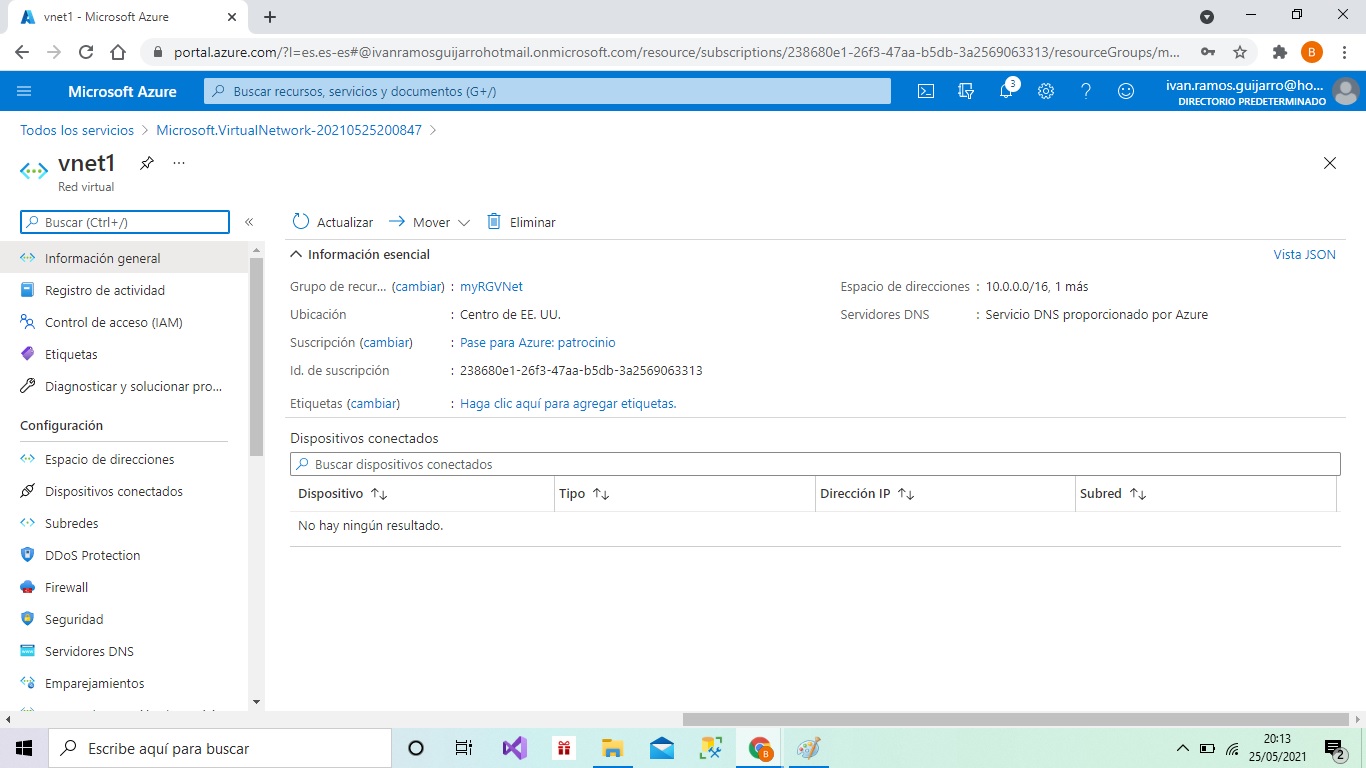 vnet1 - Microsoft Azure
portal.azure.com/?l=es.es-es#@ivanramosguijarrohotmail.onmicrosoft.com/resource/subscriptions/238680e1-26f3-47aa-b5db-3a2569063313/resourceGroups/m...
B
Microsoft Azure
Buscar recursos, servicios y documentos (G+/)
3
ivan.ramos.guijarro@ho...
DIRECTORIO PREDETERMINADO
Todos los servicios > Microsoft.VirtualNetwork-20210525200847 >
vnet1
Red virtual
Buscar (Ctrl+/)
«
Actualizar
Mover
Eliminar
Información general
Registro de actividad
Control de acceso (IAM)
Etiquetas
Diagnosticar y solucionar pro...
Configuración
Espacio de direcciones
Dispositivos conectados
Subredes
DDoS Protection
Firewall
Seguridad
Servidores DNS
Emparejamientos
Información esencial
Vista JSON
Grupo de recur... (cambiar) : myRGVNet
Ubicación : Centro de EE. UU.
Suscripción (cambiar) : Pase para Azure: patrocinio
Id. de suscripción : 238680e1-26f3-47aa-b5db-3a2569063313
Etiquetas (cambiar) : Haga clic aquí para agregar etiquetas.
Espacio de direcciones : 10.0.0.0/16, 1 más
Servidores DNS : Servicio DNS proporcionado por Azure
Dispositivos conectados
Buscar dispositivos conectados
Dispositivo Tipo Dirección IP Subred
No hay ningún resultado.
Escribe aquí para buscar
B
20:13
25/05/2021
2